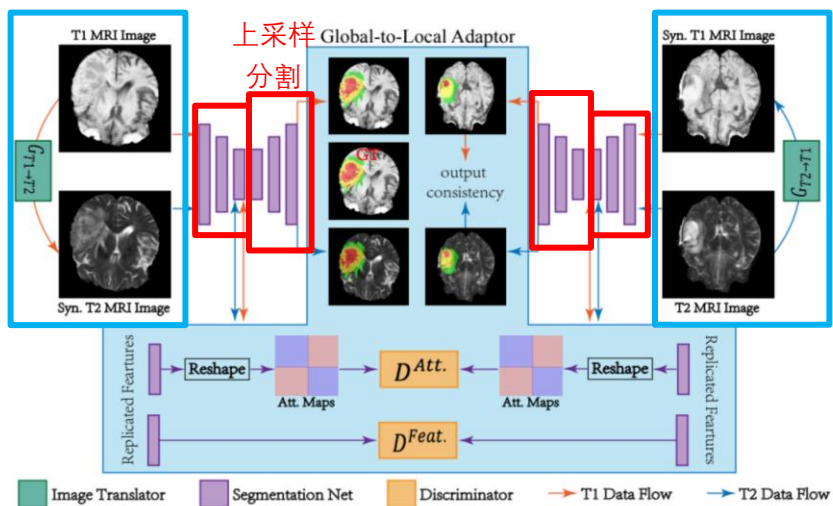 上采样
分割
Global-to-Local Adaptor
T1 MRI Image
Syn. T1 MRI Image
G_{T1→T2}
G_{T2→T1}
GT
output
consistency
Syn. T2 MRI Image
T2 MRI Image
Replicated Feartures
Reshape
Att. Maps
D^{Att.}
Att. Maps
Reshape
Replicated Feartures
D^{Feat.}
Image Translator
Segmentation Net
Discriminator
T1 Data Flow
T2 Data Flow